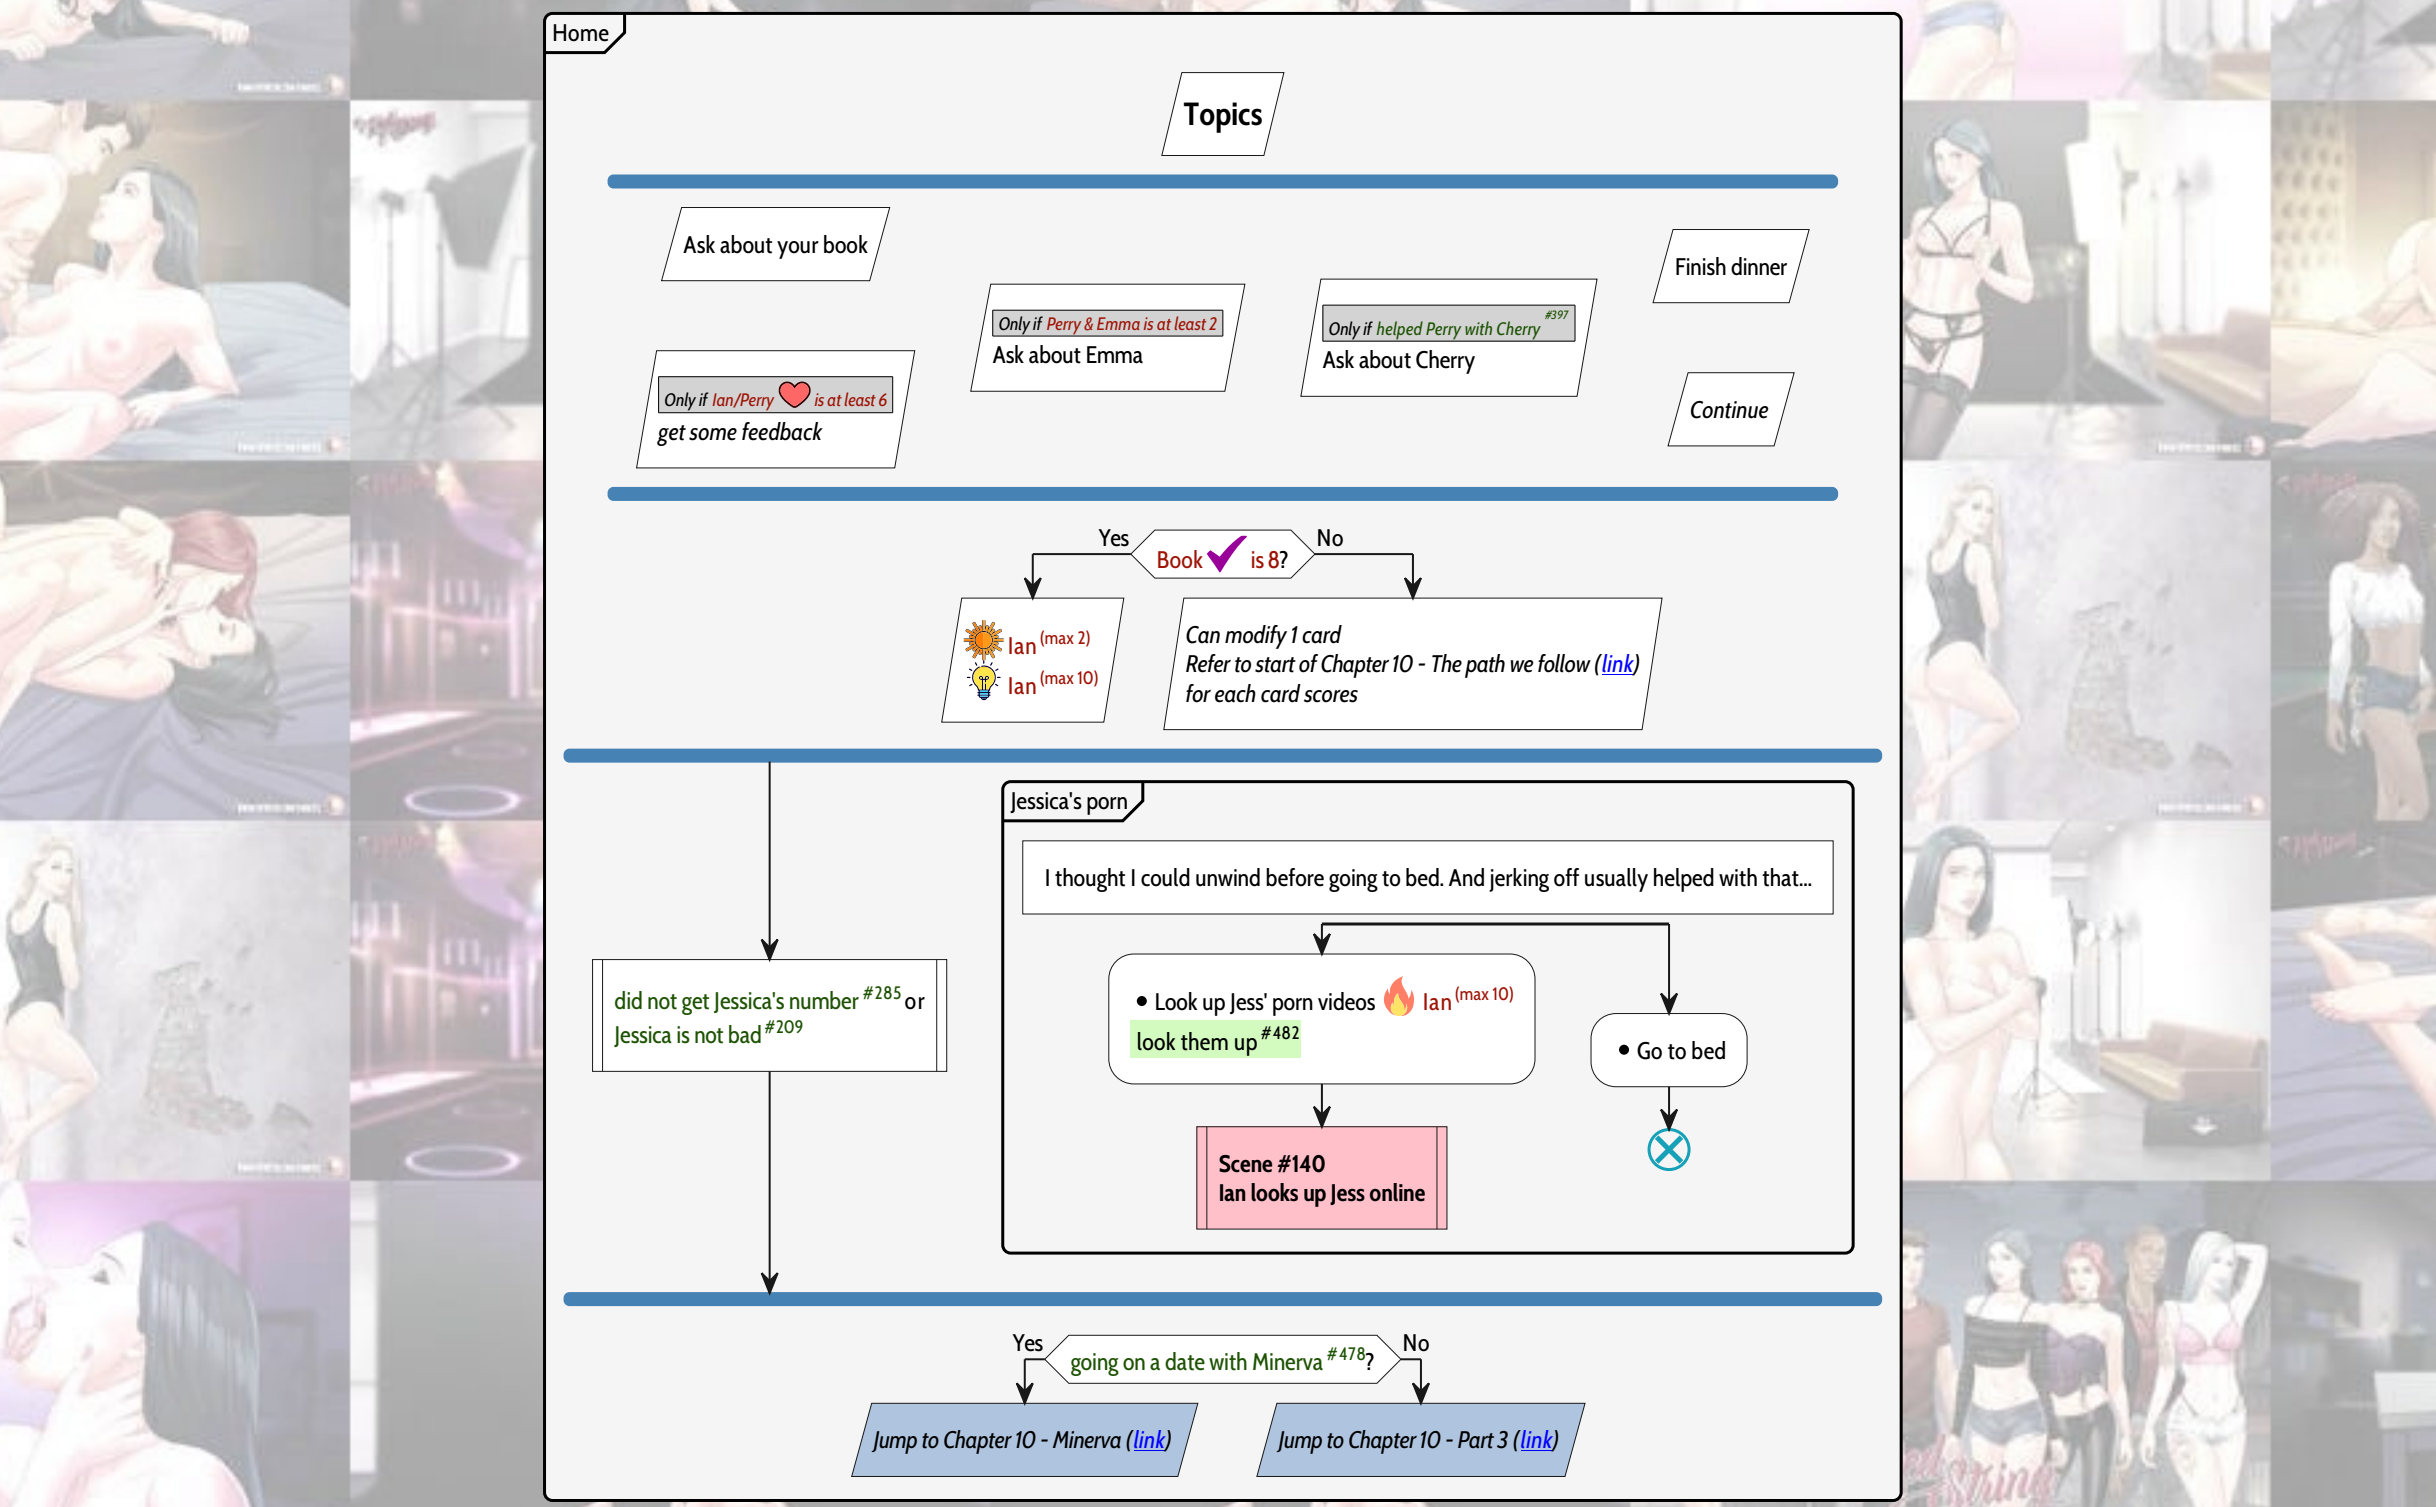 Home
Topics
Ask about your book
Only if Ian/Perry is at least 6
get some feedback
Only if Perry & Emma is at least 2
Ask about Emma
Only if helped Perry with Cherry #397
Ask about Cherry
Finish dinner
Continue
Yes
Book is 8?
No
Ian (max 2)
Ian (max 10)
Can modify 1 card
Refer to start of Chapter 10 - The path we follow (link)
for each card scores
did not get Jessica's number #285 or
Jessica is not bad #209
Jessica's porn
I thought I could unwind before going to bed. And jerking off usually helped with that...
• Look up Jess' porn videos Ian (max 10)
look them up #482
• Go to bed
Scene #140
Ian looks up Jess online
Yes
going on a date with Minerva #478?
No
Jump to Chapter 10 - Minerva (link)
Jump to Chapter 10 - Part 3 (link)
String